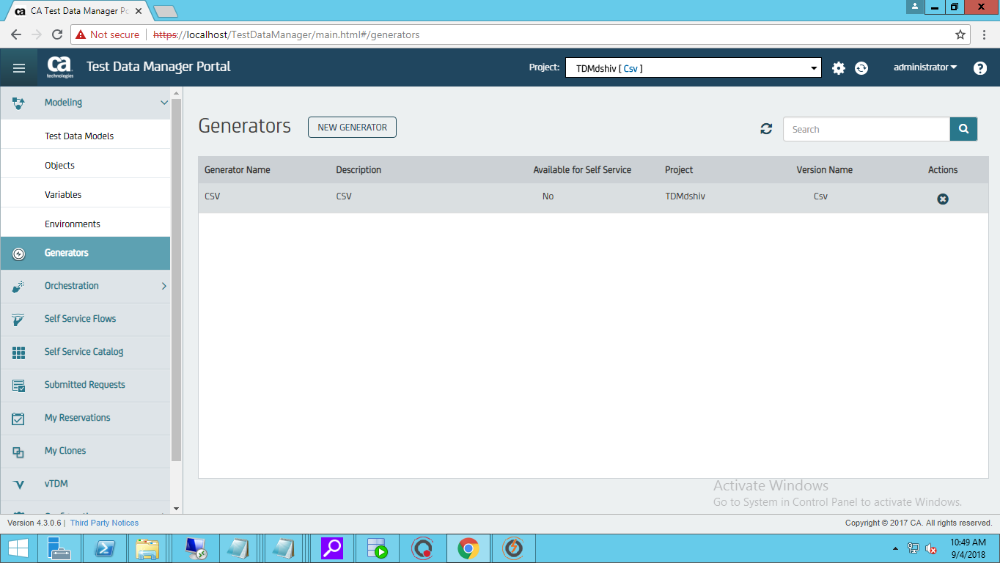 CA Test Data Manager Po
Not secure https://localhost/TestDataManager/main.html#/generators
ca technologies Test Data Manager Portal Project: TDMdshiv [ Csv ] administrator ?
Modeling
Test Data Models
Objects
Variables
Environments
Generators
Orchestration
Self Service Flows
Self Service Catalog
Submitted Requests
My Reservations
My Clones
vTDM
Generators NEW GENERATOR Search
Generator Name Description Available for Self Service Project Version Name Actions
CSV CSV No TDMdshiv Csv
Activate Windows
Go to System in Control Panel to activate Windows.
Version 4.3.0.6 | Third Party Notices Copyright © 2017 CA. All rights reserved.
10:49 AM
9/4/2018